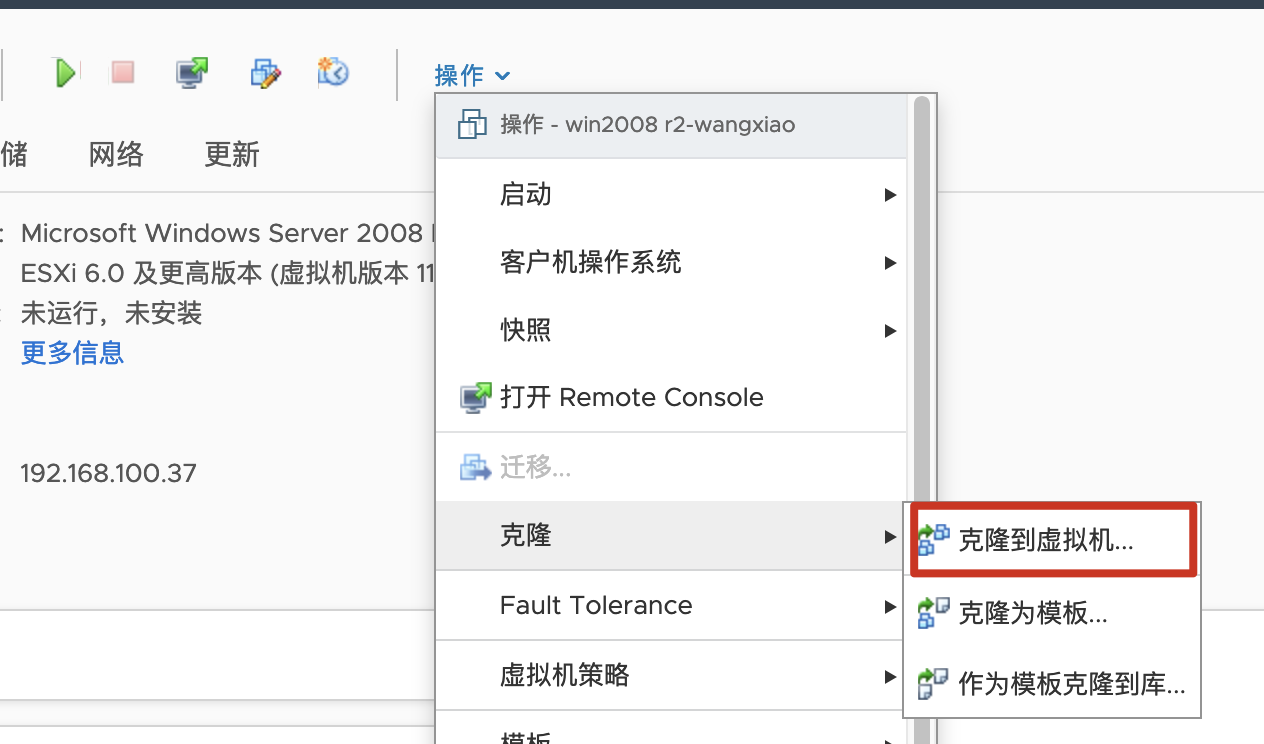 操作
操作 - win2008 r2-wangxiao
储 网络 更新
启动
: Microsoft Windows Server 2008
客户机操作系统
ESXi 6.0 及更高版本 (虚拟机版本 11
: 未运行，未安装
快照
更多信息
打开 Remote Console
迁移...
192.168.100.37
克隆
克隆到虚拟机...
Fault Tolerance
克隆为模板...
虚拟机策略
作为模板克隆到库...
模板